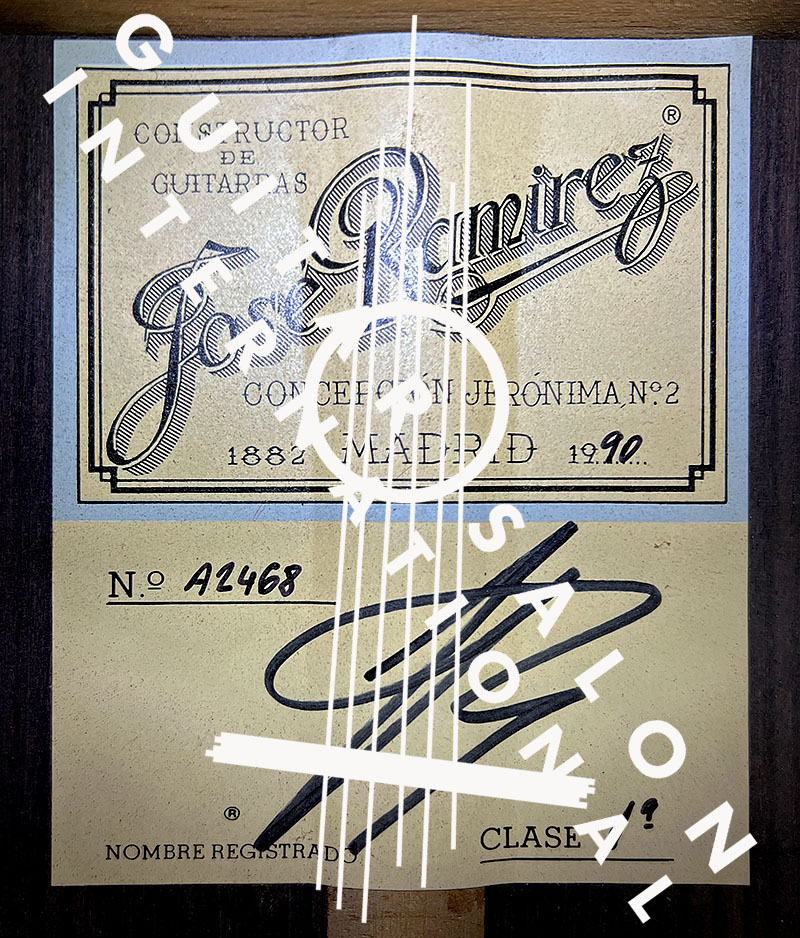 CONSTRUCTOR
DE
GUITARRAS
José Ramirez
®
CONCEPCIÓN JERÓNIMA, Nº. 2
1882 MADRID 1990
N.º A2468
®
NOMBRE REGISTRADO
CLASE 1ª
GUITAR SALON
INTERNATIONAL